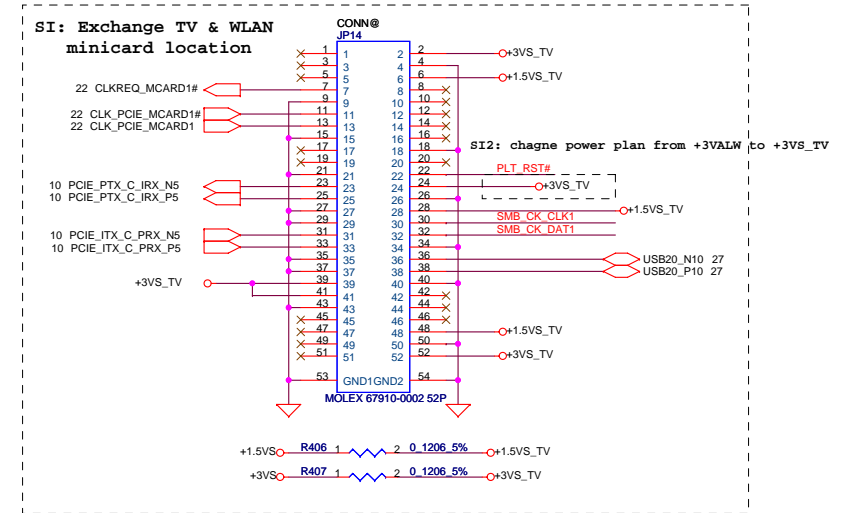 SI: Exchange TV & WLAN
minicard location
CONN@
JP14
1 1 2 2 +3VS_TV
3 3 4 4
5 5 6 6 +1.5VS_TV
22 CLKREQ_MCARD1# 7 7 8 8
9 9 10 10
22 CLK_PCIE_MCARD1# 11 11 12 12
22 CLK_PCIE_MCARD1 13 13 14 14
15 15 16 16
17 17 18 18
SI2: chagne power plan from +3VALW to +3VS_TV
19 19 20 20
21 21 22 22 PLT_RST#
10 PCIE_PTX_C_IRX_N5 23 23 24 24 +3VS_TV
10 PCIE_PTX_C_IRX_P5 25 25 26 26
27 27 28 28 +1.5VS_TV
29 29 30 30 SMB_CK_CLK1
10 PCIE_ITX_C_PRX_N5 31 31 32 32 SMB_CK_DAT1
10 PCIE_ITX_C_PRX_P5 33 33 34 34
35 35 36 36 USB20_N10 27
37 37 38 38 USB20_P10 27
+3VS_TV 39 39 40 40
41 41 42 42
43 43 44 44
45 45 46 46
47 47 48 48 +1.5VS_TV
49 49 50 50
51 51 52 52 +3VS_TV
53 GND1 GND2 54
MOLEX 67910-0002 52P
+1.5VS R406 1 2 0_1206_5% +1.5VS_TV
+3VS R407 1 2 0_1206_5% +3VS_TV